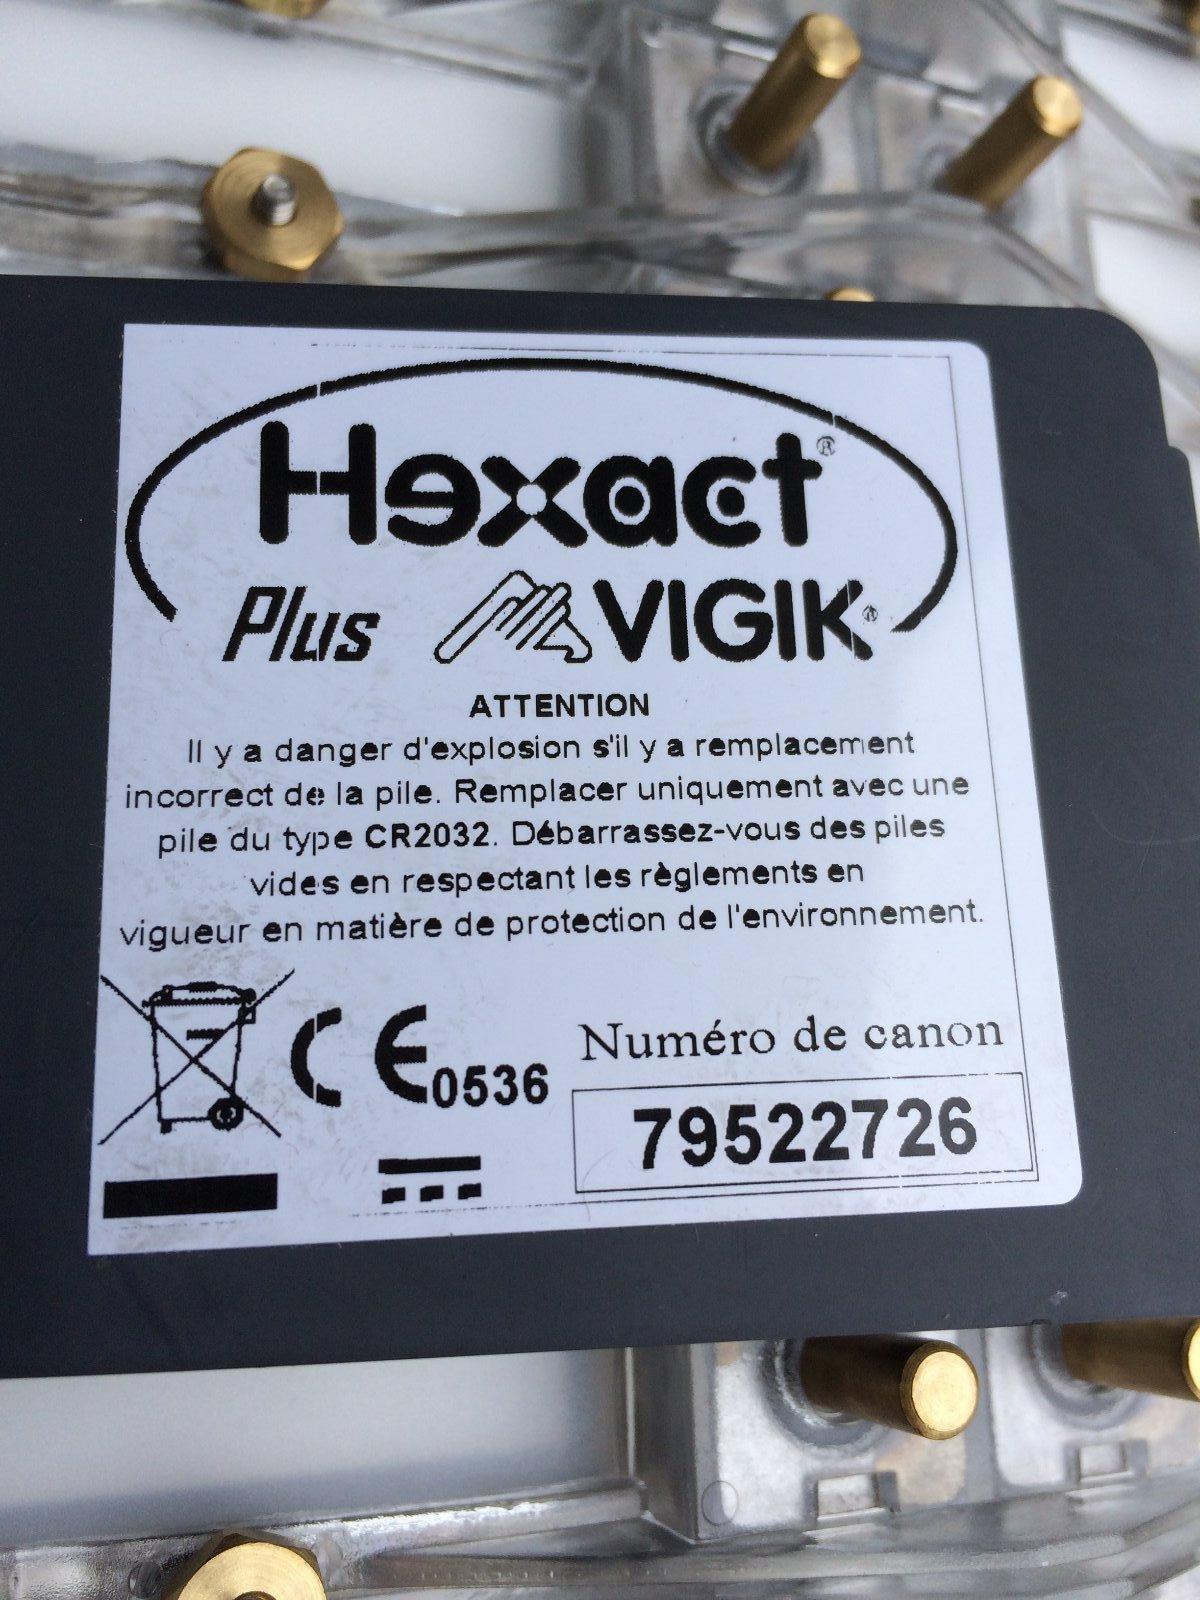 Hexact®
Plus VIGIK®
ATTENTION
Il y a danger d'explosion s'il y a remplacement
incorrect de la pile. Remplacer uniquement avec une
pile du type CR2032. Débarrassez-vous des piles
vides en respectant les règlements en
vigueur en matière de protection de l'environnement.
CE 0536
Numéro de canon
79522726